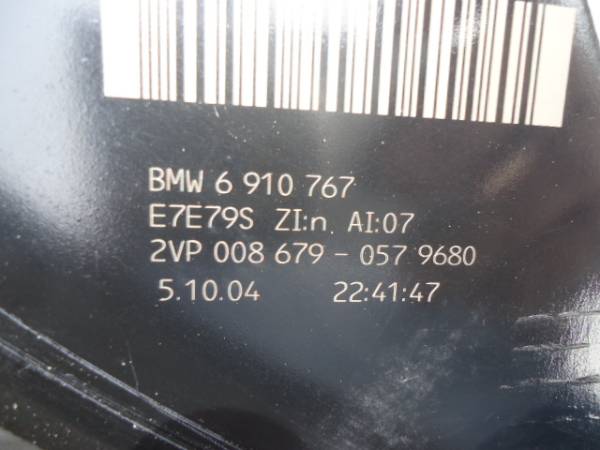 BMW 6 910 767
E7E79S ZI:n AI:07
2VP 008 679 - 057 9680
5.10.04 22:41:47